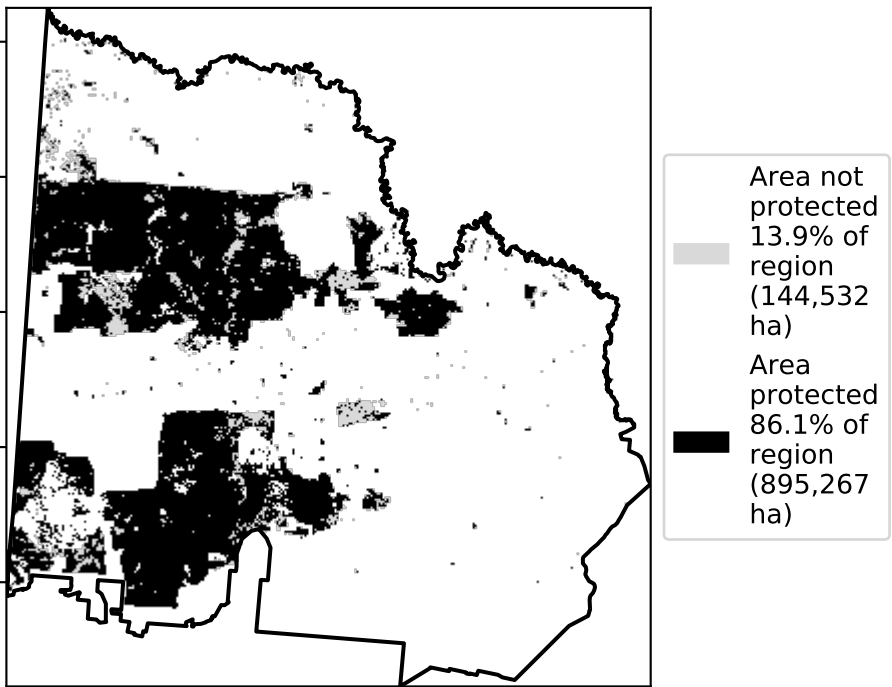 Area not
protected
13.9% of
region
(144,532
ha)
Area
protected
86.1% of
region
(895,267
ha)